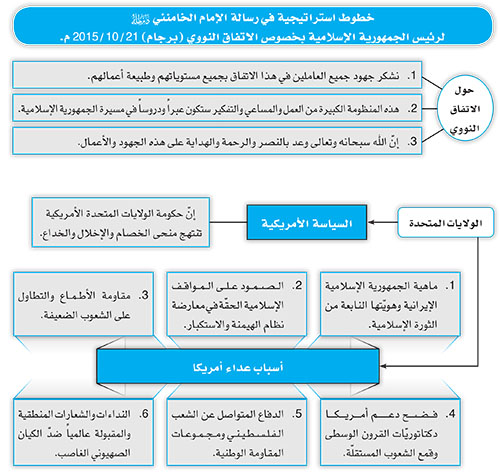 خطوط استراتيجية في رسالة الإمام الخامنئي
لرئيس الجمهورية الإسلامية بخصوص الاتفاق النووي (برجام) 2015/10/21 م.
حول
الاتفاق
النووي
1. نشكر جهود جميع العاملين في هذا الاتفاق بجميع مستوياتهم وطبيعة أعمالهم.
2. هذه المنظومة الكبيرة من العمل والمساعي والتفكير ستكون عبراً ودروساً في مسيرة الجمهورية الإسلامية.
3. إنّ الله سبحانه وتعالى وعد بالنصر والرحمة والهداية على هذه الجهود والأعمال.
الولايات المتحدة
السياسة الأمريكية
إنّ حكومة الولايات المتحدة الأمريكية
تنتهج منحى الخصام والإخلال والخداع.
1. ماهية الجمهورية الإسلامية
الإيرانية وهويّتها النابعة من
الثورة الإسلامية.
2. الصمود على المواقف
الإسلامية الحقّة في معارضة
نظام الهيمنة والاستكبار.
3. مقاومة الأطماع والتطاول
على الشعوب الضعيفة.
أسباب عداء أمريكا
4. فضح دعم أمريكا
دكتاتوريّات القرون الوسطى
وقمع الشعوب المستقلّة.
5. الدفاع المتواصل عن الشعب
الفلسطيني ومجموعات
المقاومة الوطنية.
6. النداءات والشعارات المنطقية
والمقبولة عالمياً ضدّ الكيان
الصهيوني الغاصب.